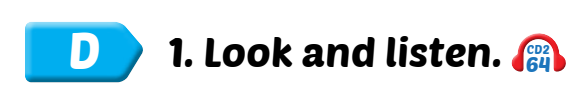 D 1. Look and listen. CD2 64